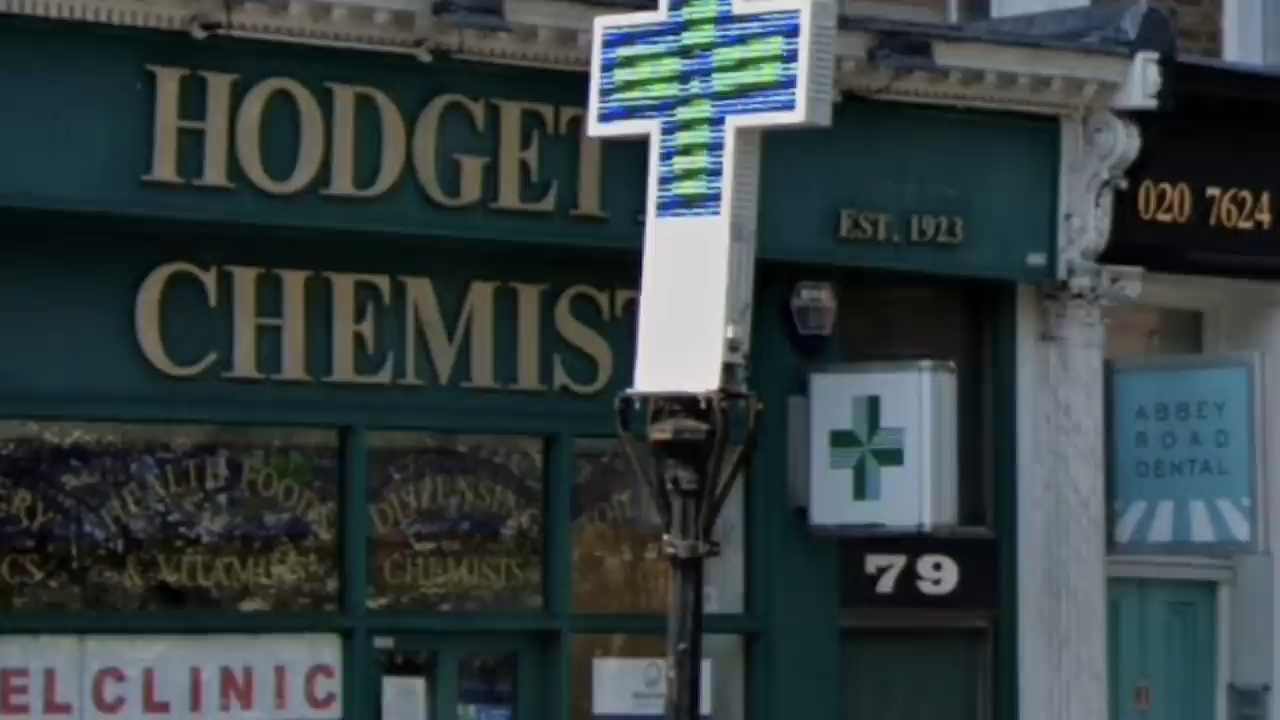 HODGET
CHEMIST
EST. 1923
020 7624
ABBEY
ROAD
DENTAL
79
HEALTH FOODS
& VITAMINS
DISPENSING
CHEMISTS
ELCLINIC